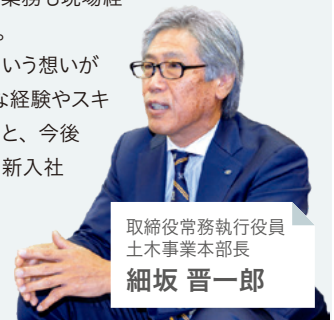 業務も現場経
。
いう想いが
な経験やスキ
と、今後
新入社
取締役常務執行役員
土木事業本部長
細坂 晋一郎